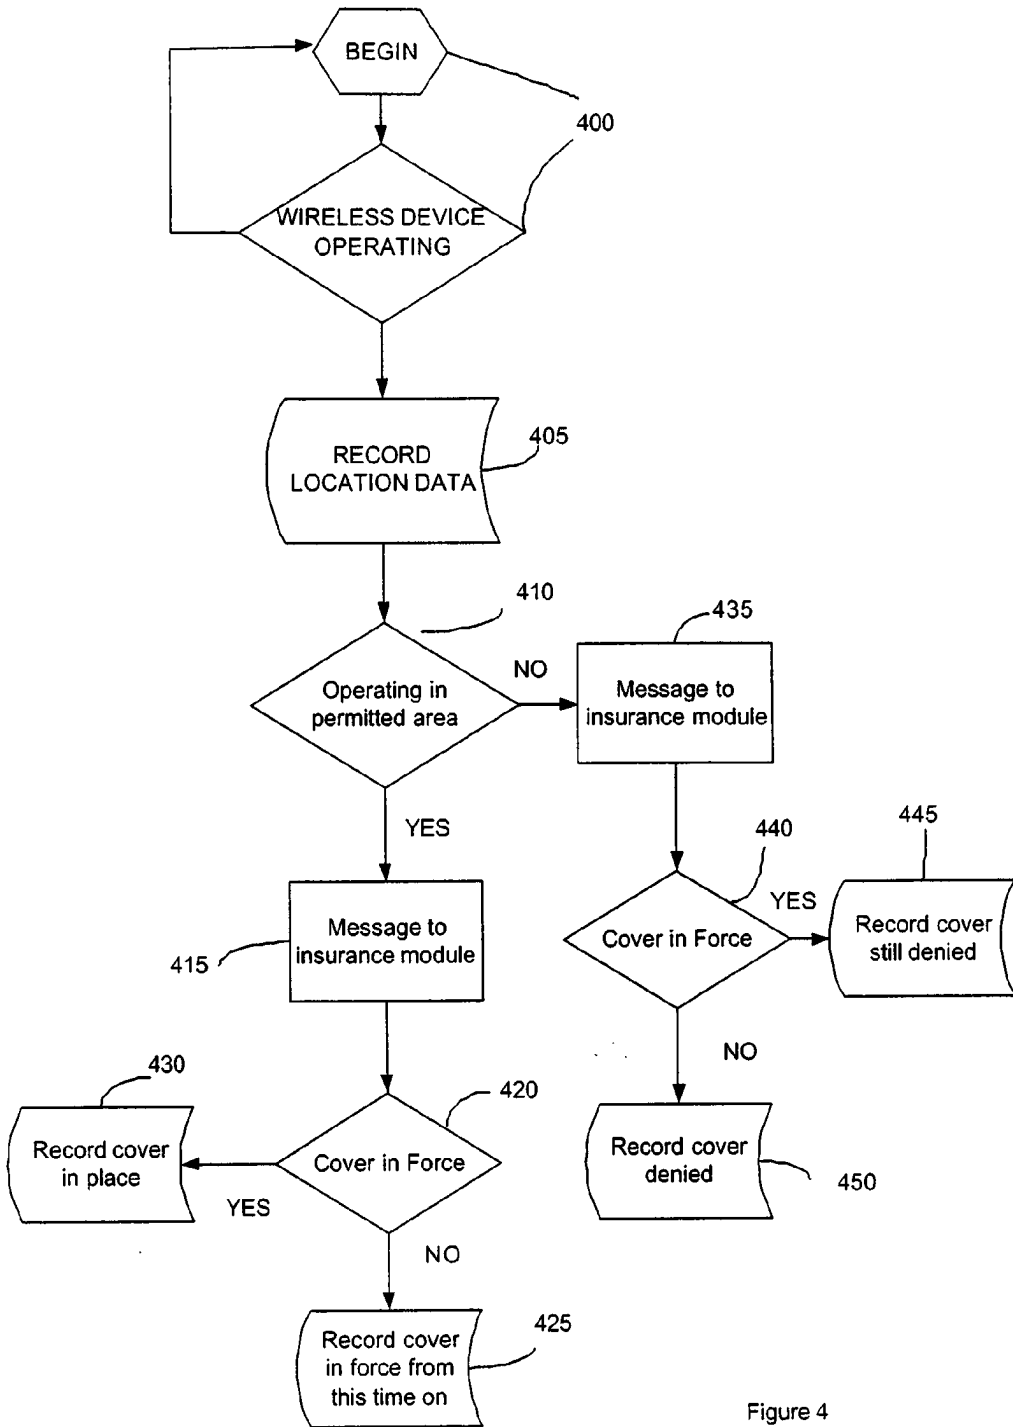 BEGIN
400
WIRELESS DEVICE
OPERATING
405
RECORD
LOCATION DATA
410
435
NO
Operating in
permitted area
Message to
insurance module
YES
445
440
YES
Message to
insurance module
415
Cover in Force
Record cover
still denied
NO
430
420
Record cover
in place
Cover in Force
Record cover
denied
450
YES
NO
425
Record cover
in force from
this time on
Figure 4